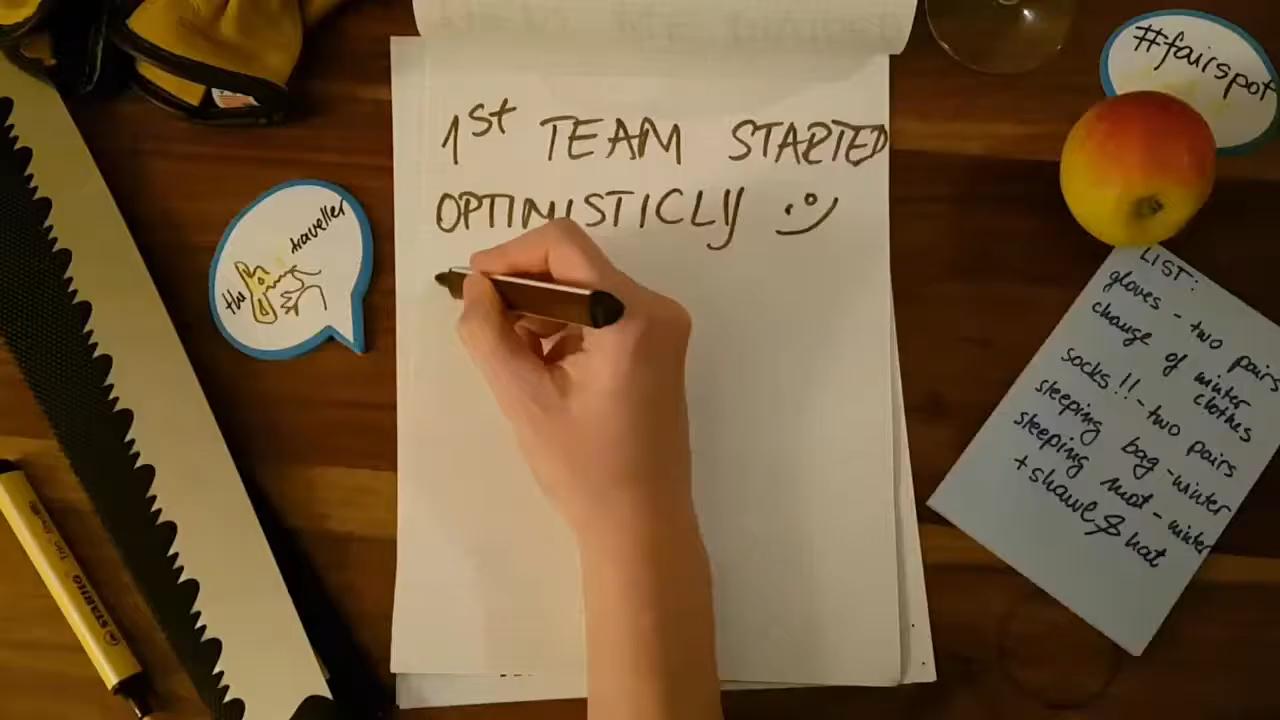 1st TEAM STARTED
OPTIMISTICLY
#fairspot
the
traveller
LIST:
gloves - two pairs
change of winter
clothes
socks!! - two pairs
sleeping bag - winter
sleeping mat - winter
+ shawl & hat
STABILO